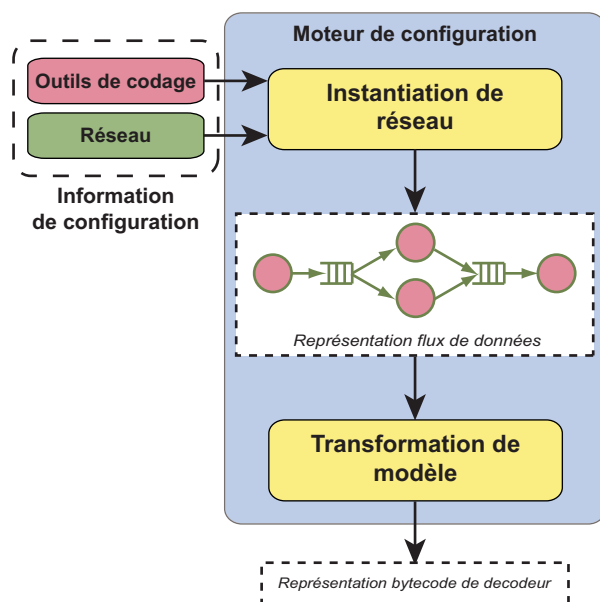 Moteur de configuration
Outils de codage
Réseau
Information
de configuration
Instantiation de
réseau
Représentation flux de données
Transformation de
modèle
Représentation bytecode de decodeur